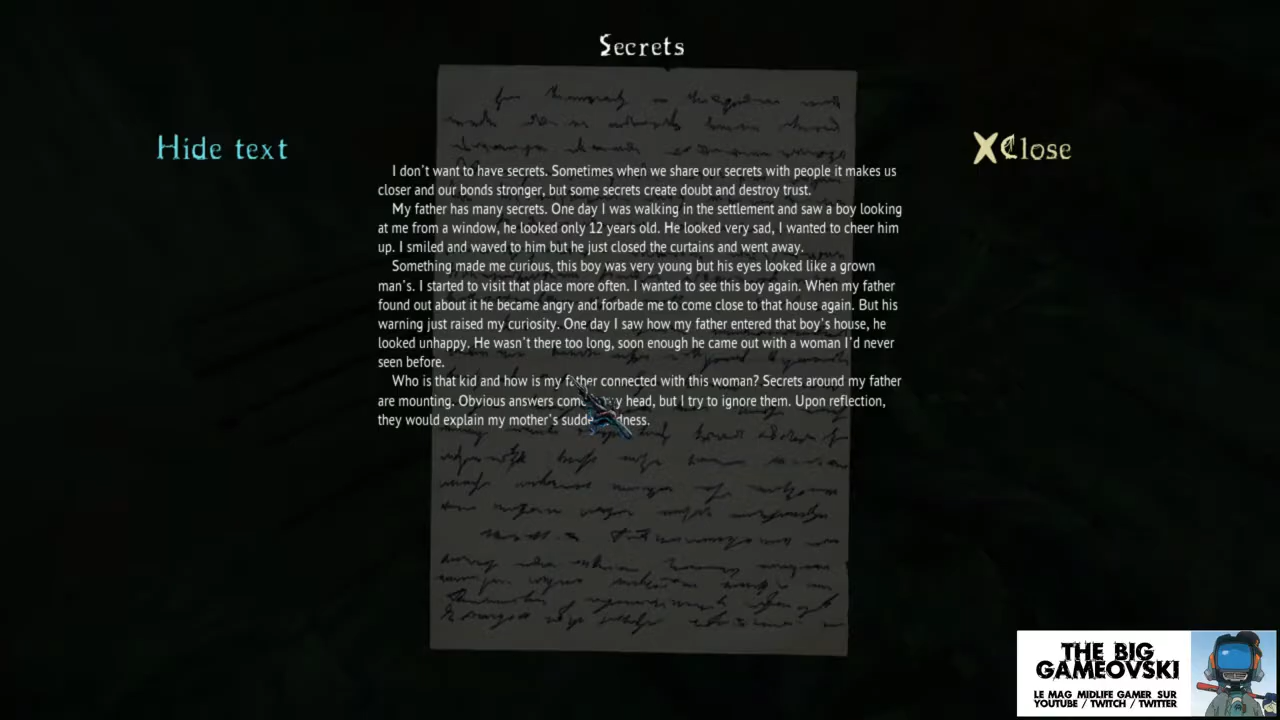 Secrets
Hide text
Close
I don't want to have secrets. Sometimes when we share our secrets with people it makes us
closer and our bonds stronger, but some secrets create doubt and destroy trust.
My father has many secrets. One day I was walking in the settlement and saw a boy looking
at me from a window, he looked only 12 years old. He looked very sad, I wanted to cheer him
up. I smiled and waved to him but he just closed the curtains and went away.
Something made me curious, this boy was very young but his eyes looked like a grown
man's. I started to visit that place more often. I wanted to see this boy again. When my father
found out about it he became angry and forbade me to come close to that house again. But his
warning just raised my curiosity. One day I saw how my father entered that boy's house, he
looked unhappy. He wasn't there too long, soon enough he came out with a woman I'd never
seen before.
Who is that kid and how is my father connected with this woman? Secrets around my father
are mounting. Obvious answers come my head, but I try to ignore them. Upon reflection,
they would explain my mother's
THE BIG
GAMEOVSKI
LE MAG MIDLIFE GAMER SUR
YOUTUBE / TWITCH / TWITTER